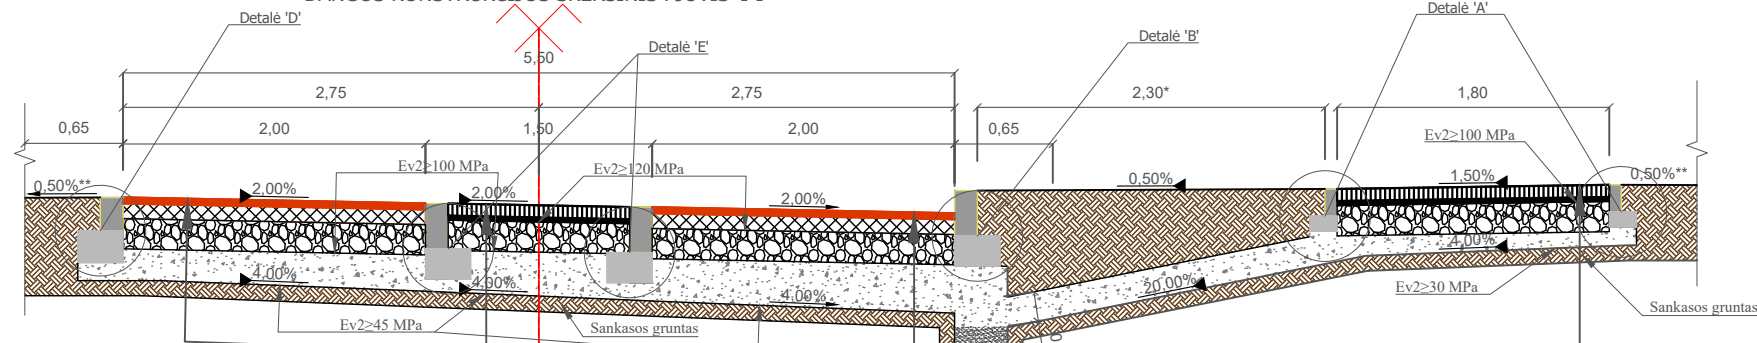 Detalė 'D'
Detalė 'E'
Detalė 'B'
Detalė 'A'
5,50
2,75
2,75
2,30*
1,80
0,65
2,00
1,50
2,00
0,65
Ev2≥100 MPa
Ev2≥120 MPa
Ev2≥100 MPa
0,50%**
2,00%
2,00%
2,00%
0,50%
1,50%
0,50%**
4,00%
4,00%
4,00%
20,00%
4,00%
Ev2≥45 MPa
Sankasos gruntas
Ev2≥30 MPa
Sankasos gruntas